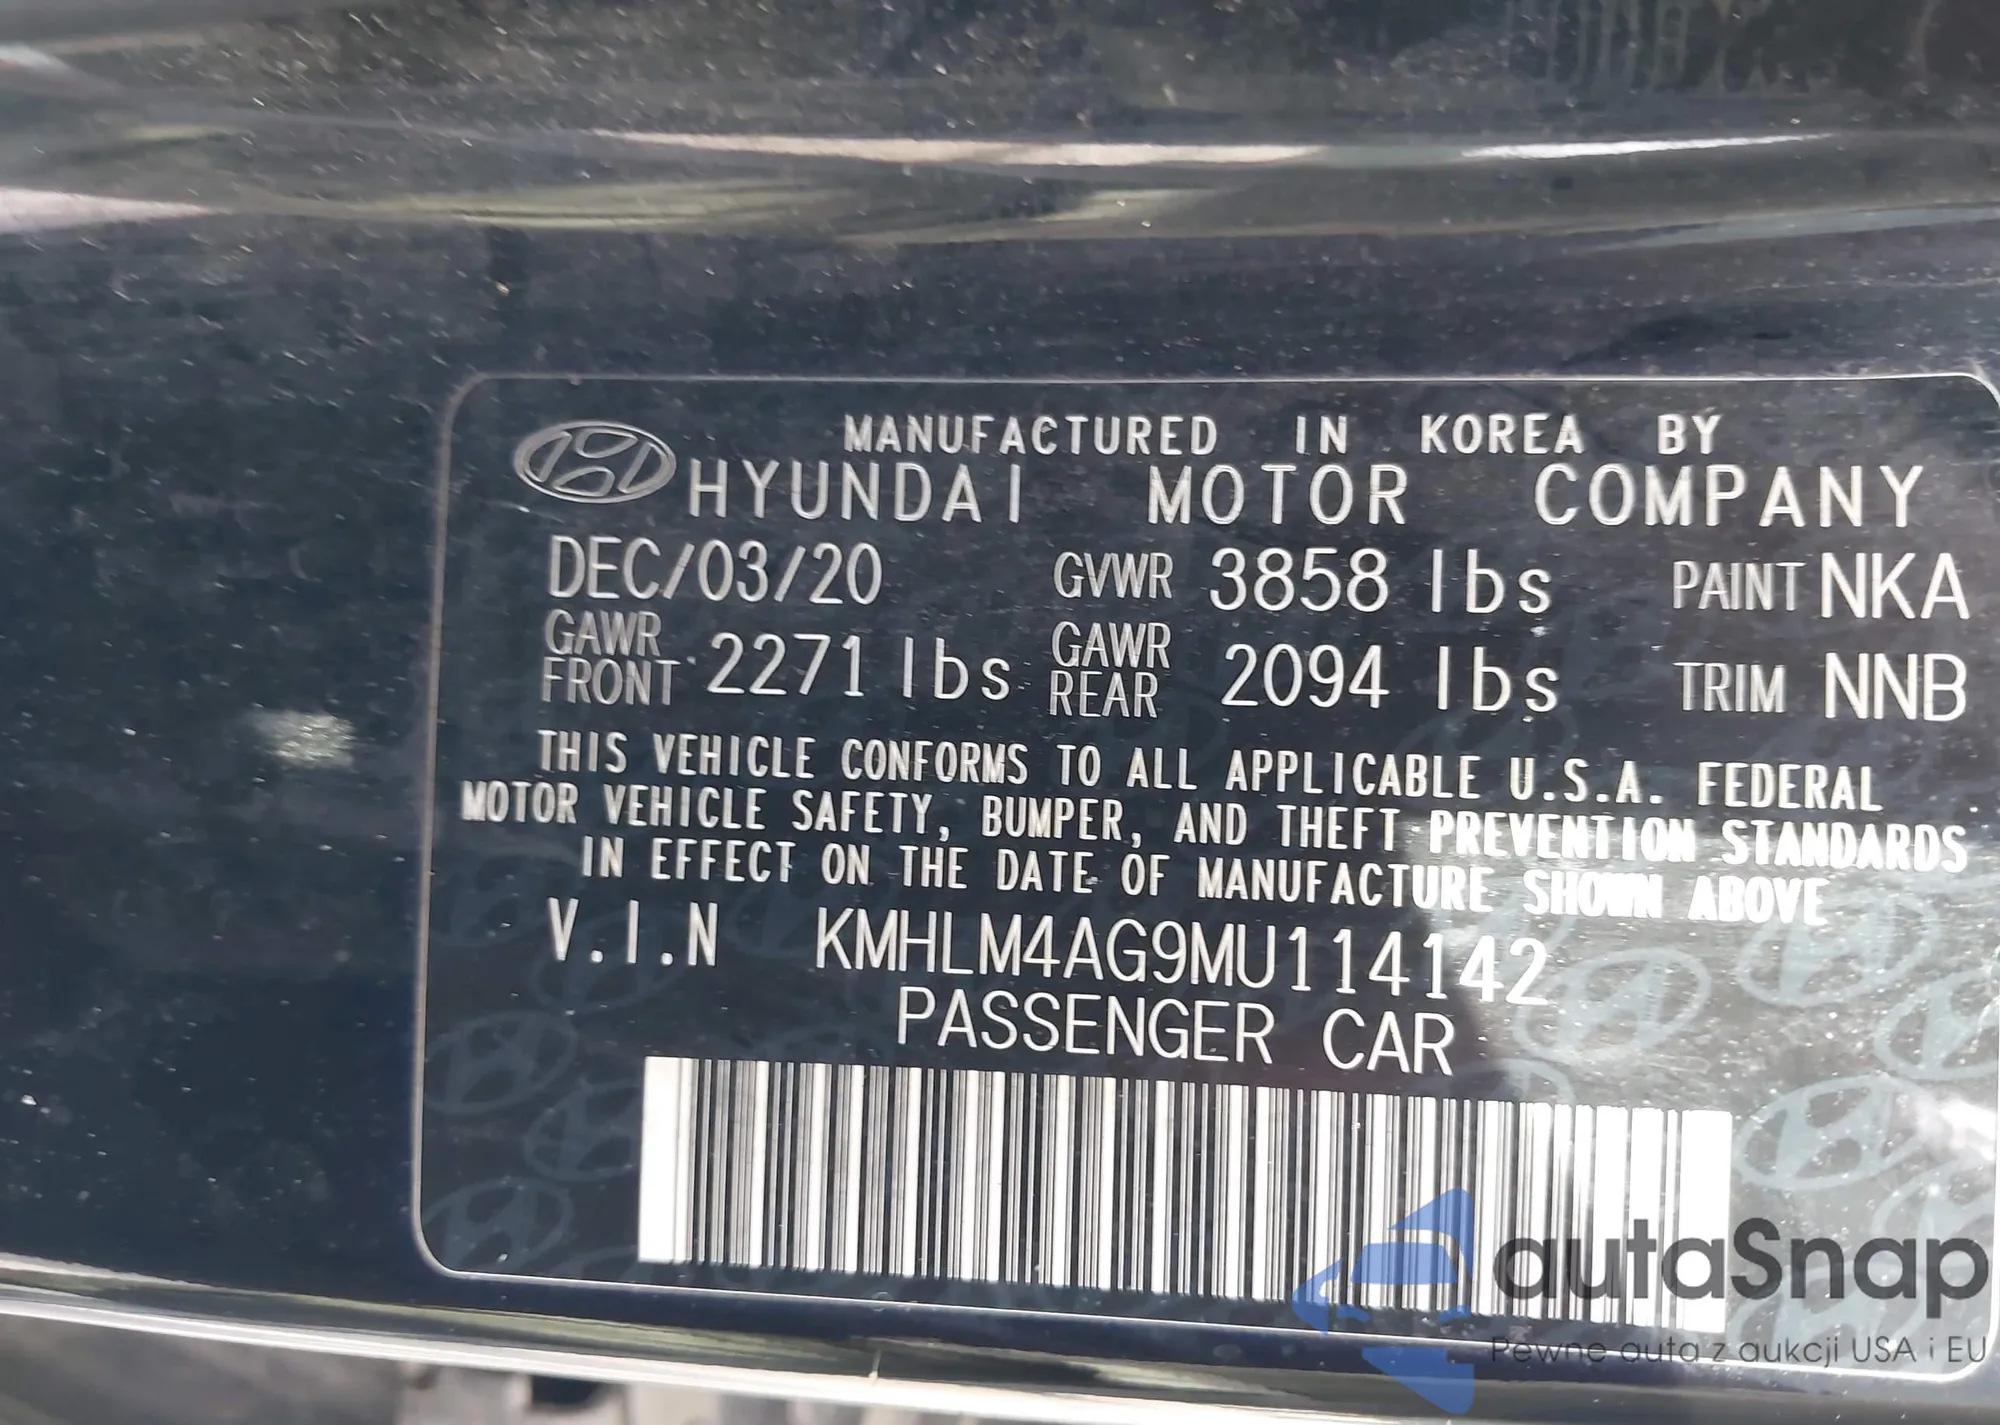 MANUFACTURED IN KOREA BY
HYUNDAI MOTOR COMPANY
DEC/03/20 GVWR 3858 lbs PAINT NKA
GAWR FRONT 2271 lbs GAWR REAR 2094 lbs TRIM NNB
THIS VEHICLE CONFORMS TO ALL APPLICABLE U.S.A. FEDERAL
MOTOR VEHICLE SAFETY, BUMPER, AND THEFT PREVENTION STANDARDS
IN EFFECT ON THE DATE OF MANUFACTURE SHOWN ABOVE
V.I.N KMHLM4AG9MU114142
PASSENGER CAR
autaSnap
Pewne auta z aukcji USA i EU